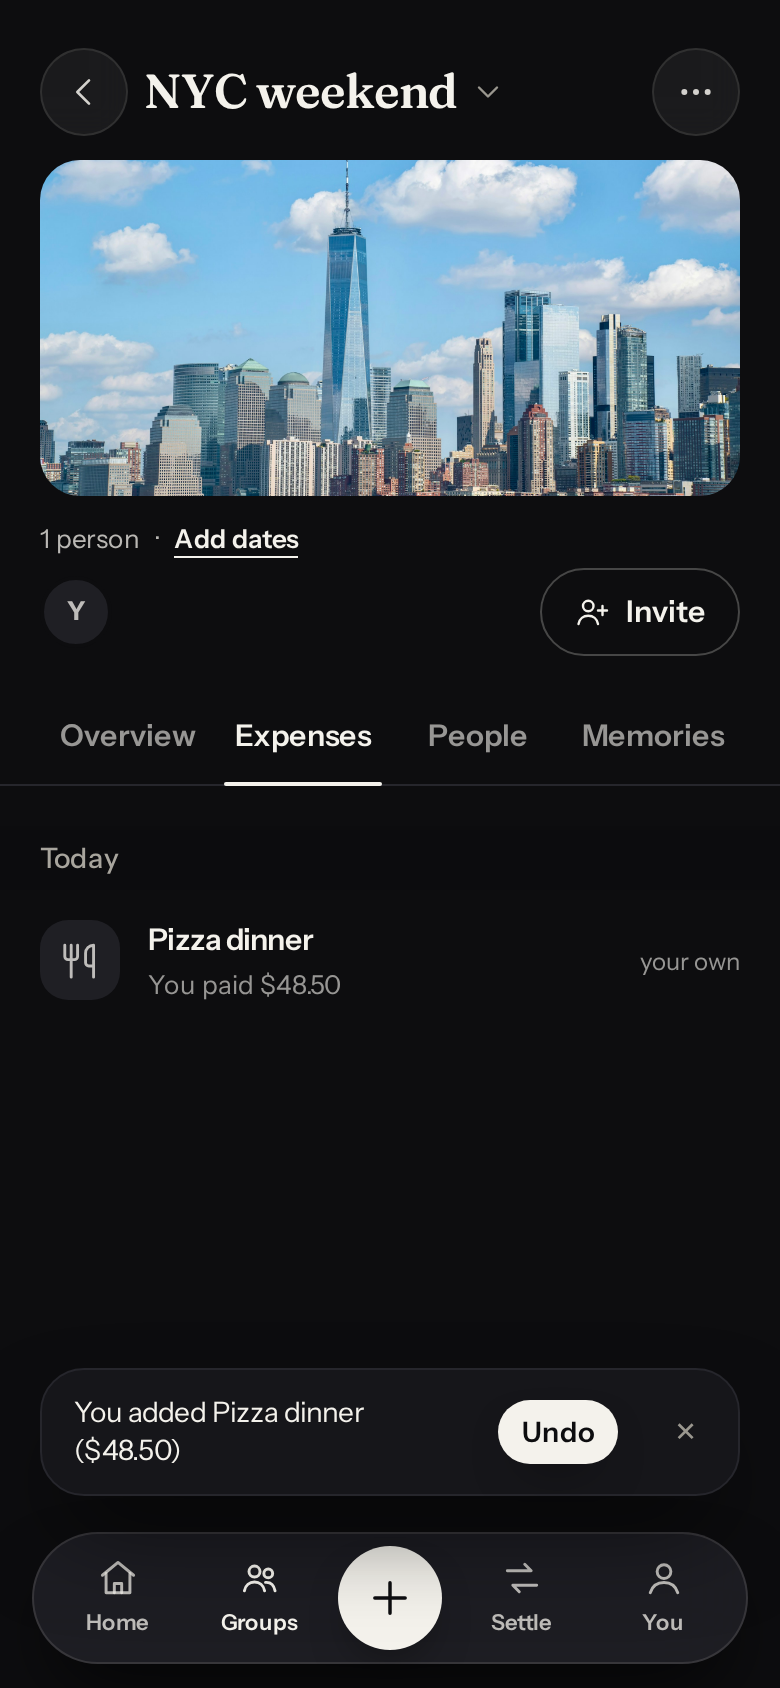 NYC weekend
1 person · Add dates
Y
Invite
Overview Expenses People Memories
Today
Pizza dinner
You paid $48.50
your own
You added Pizza dinner
($48.50)
Undo
Home Groups Settle You